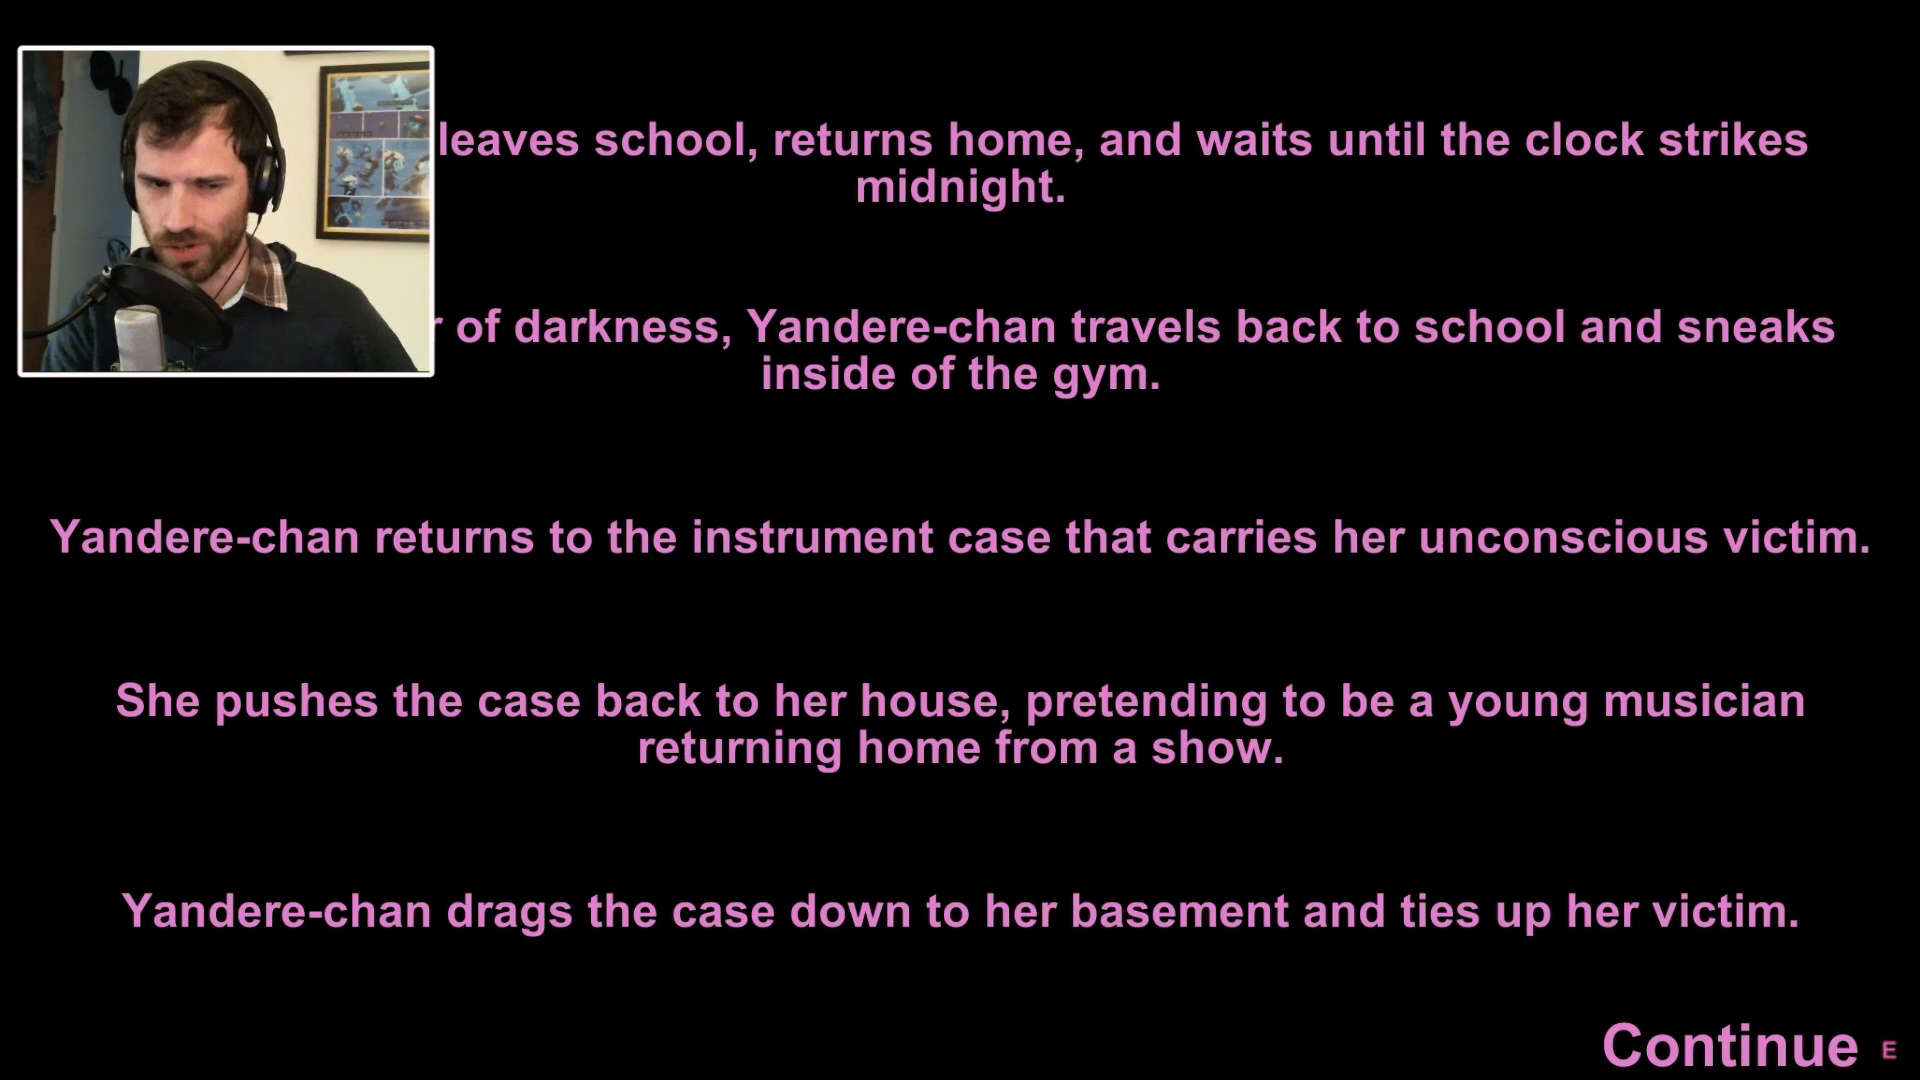 leaves school, returns home, and waits until the clock strikes
midnight.
of darkness, Yandere-chan travels back to school and sneaks
inside of the gym.
Yandere-chan returns to the instrument case that carries her unconscious victim.
She pushes the case back to her house, pretending to be a young musician
returning home from a show.
Yandere-chan drags the case down to her basement and ties up her victim.
Continue E